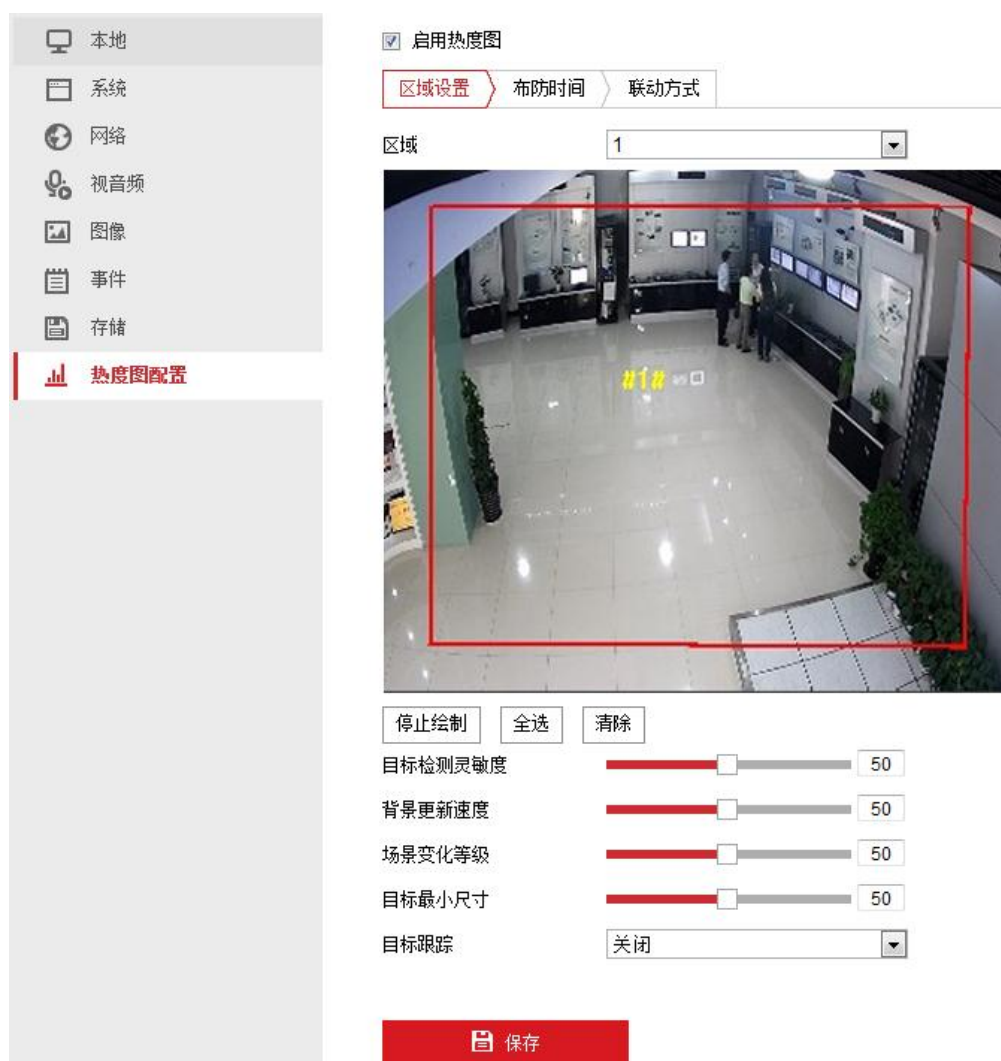 本地
系统
网络
视音频
图像
事件
存储
热度图配置
启用热度图
区域设置 布防时间 联动方式
区域 1
#1#
停止绘制 全选 清除
目标检测灵敏度 50
背景更新速度 50
场景变化等级 50
目标最小尺寸 50
目标跟踪 关闭
保存